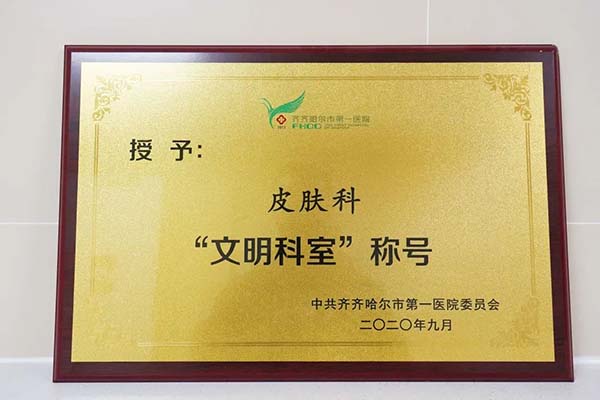 齐齐哈尔市第一医院
FHCC
授 予：
皮肤科
“文明科室”称号
中共齐齐哈尔市第一医院委员会
二〇二〇年九月